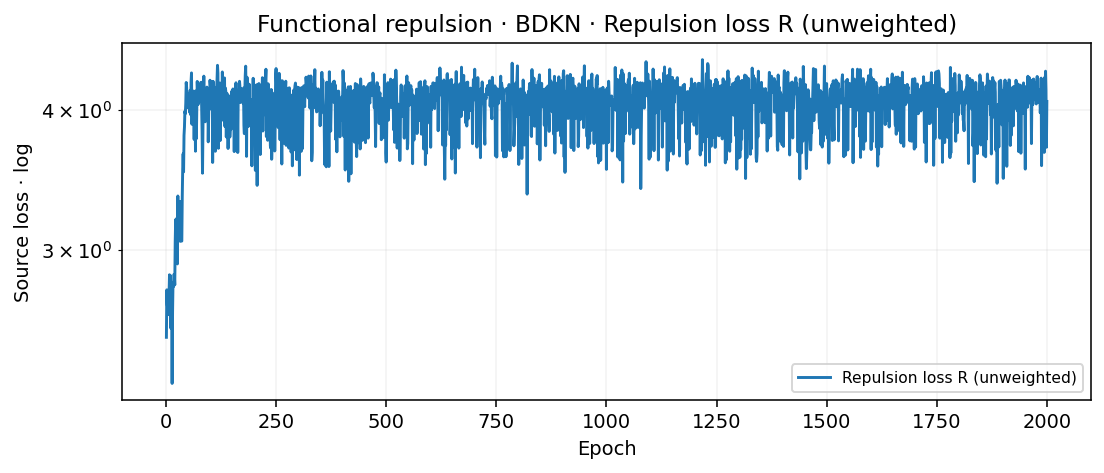 Functional repulsion · BDKN · Repulsion loss R (unweighted)
Source loss · log
4 × 10⁰
3 × 10⁰
Repulsion loss R (unweighted)
0 250 500 750 1000 1250 1500 1750 2000
Epoch